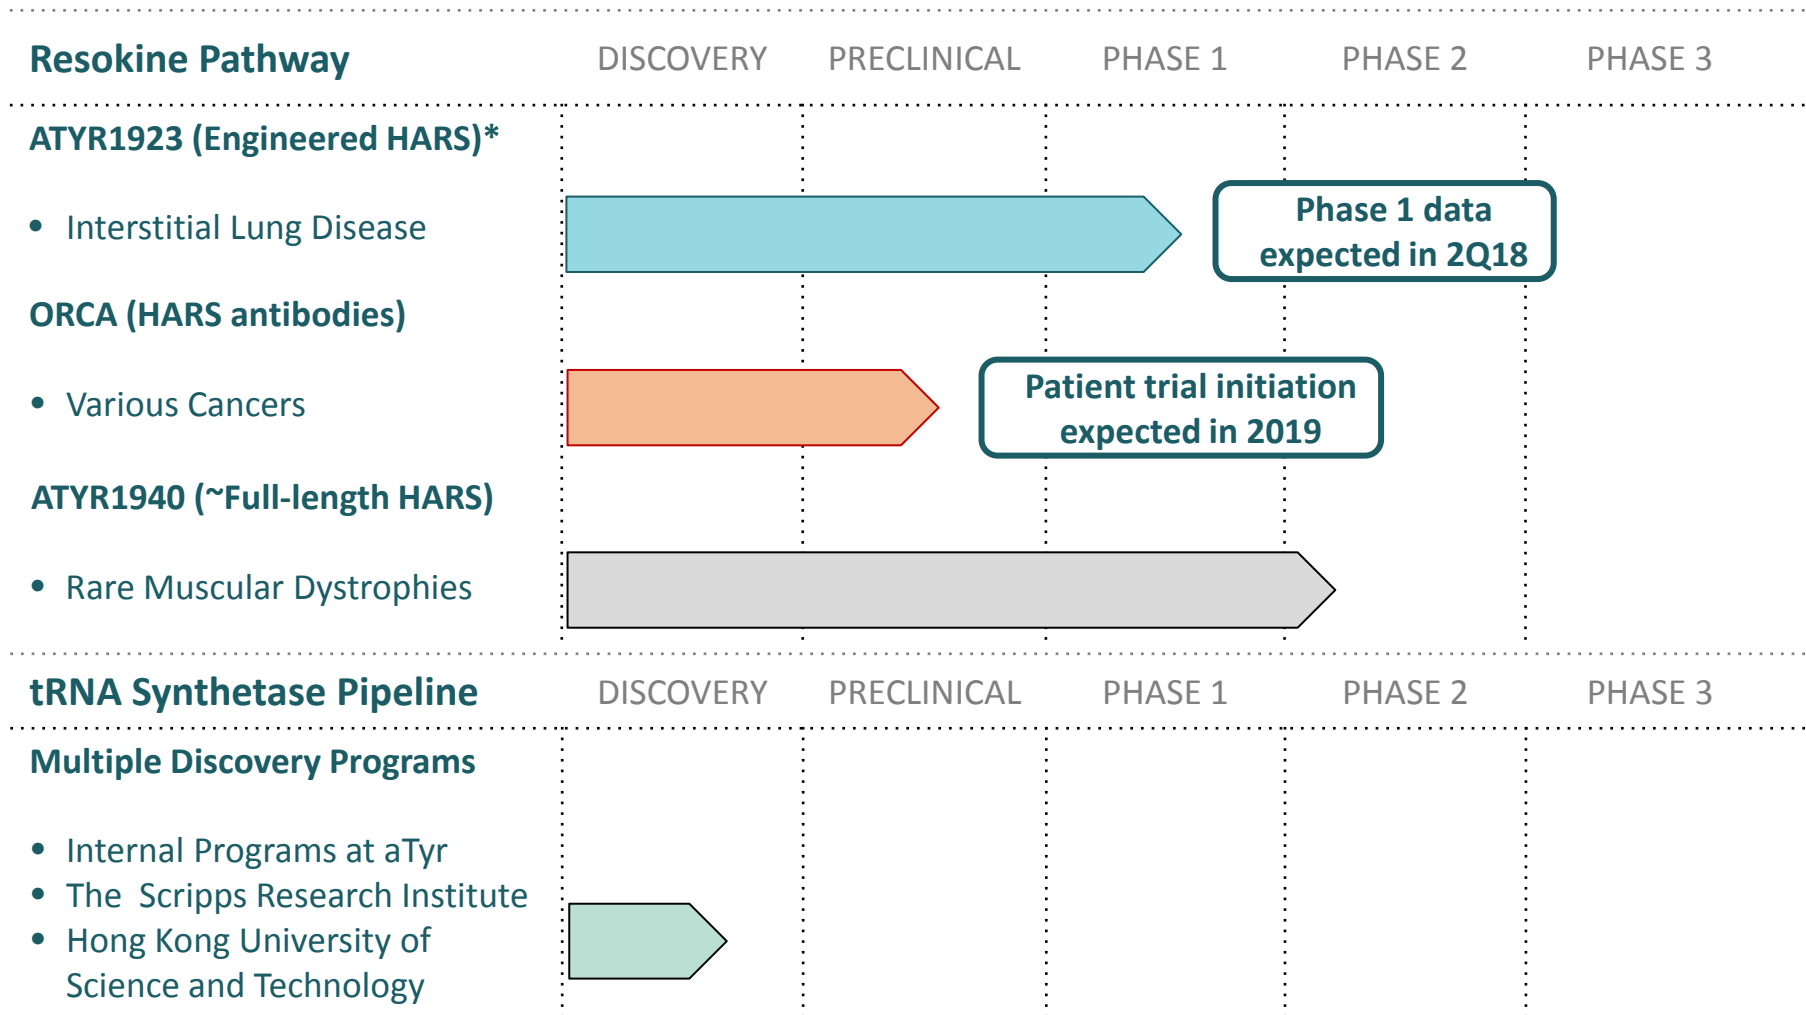 Resokine Pathway DISCOVERY PRECLINICAL PHASE 1 PHASE 2 PHASE 3
ATYR1923 (Engineered HARS)*
• Interstitial Lung Disease
Phase 1 data
expected in 2Q18
ORCA (HARS antibodies)
• Various Cancers
Patient trial initiation
expected in 2019
ATYR1940 (~Full-length HARS)
• Rare Muscular Dystrophies
tRNA Synthetase Pipeline DISCOVERY PRECLINICAL PHASE 1 PHASE 2 PHASE 3
Multiple Discovery Programs
• Internal Programs at aTyr
• The Scripps Research Institute
• Hong Kong University of
Science and Technology